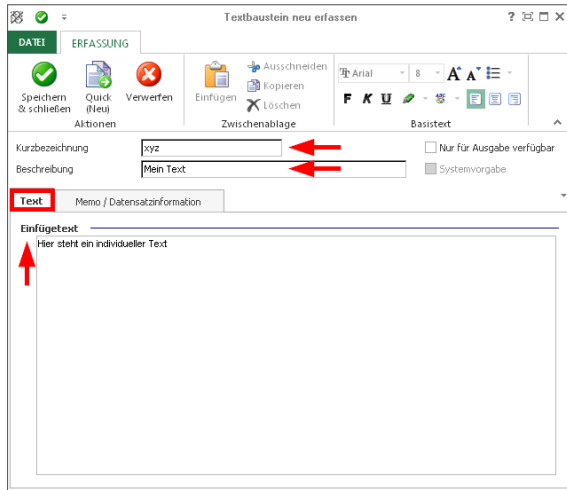 Textbaustein neu erfassen
DATEI ERFASSUNG
Speichern & schließen
Quick (Neu)
Verwerfen
Aktionen
Einfügen
Ausschneiden
Kopieren
Löschen
Zwischenablage
Arial 8
F K U
Basistext
Kurzbezeichnung xyz Nur für Ausgabe verfügbar
Beschreibung Mein Text Systemvorgabe
Text Memo / Datensatzinformation
Einfügetext
Hier steht ein individueller Text